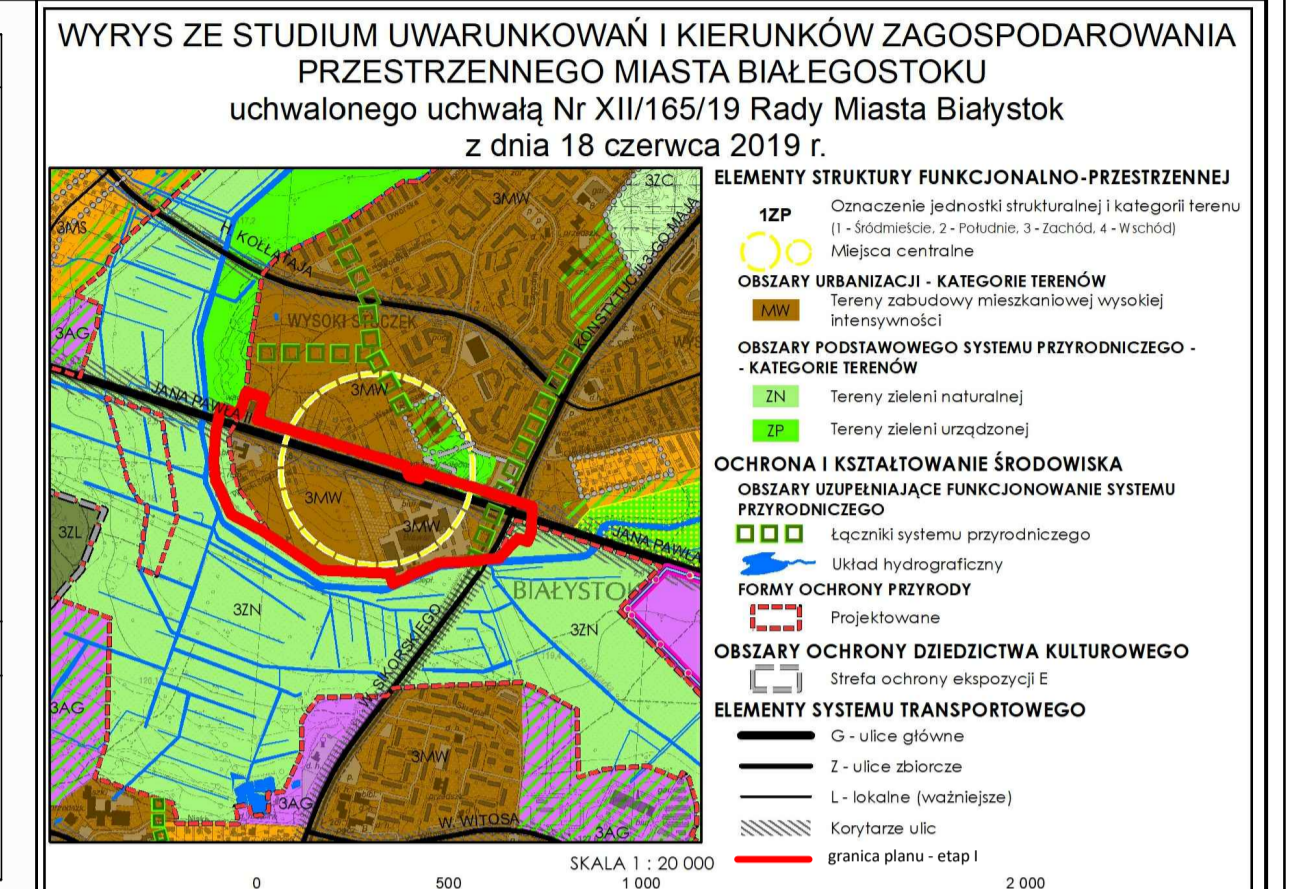 WYRYS ZE STUDIUM UWARUNKOWAŃ I KIERUNKÓW ZAGOSPODAROWANIA
PRZESTRZENNEGO MIASTA BIAŁEGOSTOKU
uchwalonego uchwałą Nr XII/165/19 Rady Miasta Białystok
z dnia 18 czerwca 2019 r.
3MW
3ZC
3MS
H. KOŁŁATAJA
KONSTYTUCJI 3-GO MAJA
WYSOKI STOCZEK
3AG
3MW
JANA PAWŁA II
3MW
3MW
3ZL
JANA PAWŁA
BIAŁYSTOK
3ZN
3ZN
W. SIKORSKIEGO
3AG
3MW
3AG
W. WITOSA
3AG
SKALA 1 : 20 000
0 500 1 000 2 000
ELEMENTY STRUKTURY FUNKCJONALNO-PRZESTRZENNEJ
1ZP Oznaczenie jednostki strukturalnej i kategorii terenu
(1 - Śródmieście, 2 - Południe, 3 - Zachód, 4 - Wschód)
Miejsca centralne
OBSZARY URBANIZACJI - KATEGORIE TERENÓW
MW Tereny zabudowy mieszkaniowej wysokiej
intensywności
OBSZARY PODSTAWOWEGO SYSTEMU PRZYRODNICZEGO -
- KATEGORIE TERENÓW
ZN Tereny zieleni naturalnej
ZP Tereny zieleni urządzonej
OCHRONA I KSZTAŁTOWANIE ŚRODOWISKA
OBSZARY UZUPEŁNIAJĄCE FUNKCJONOWANIE SYSTEMU
PRZYRODNICZEGO
Łączniki systemu przyrodniczego
Układ hydrograficzny
FORMY OCHRONY PRZYRODY
Projektowane
OBSZARY OCHRONY DZIEDZICTWA KULTUROWEGO
Strefa ochrony ekspozycji E
ELEMENTY SYSTEMU TRANSPORTOWEGO
G - ulice główne
Z - ulice zbiorcze
L - lokalne (ważniejsze)
Korytarze ulic
granica planu - etap I